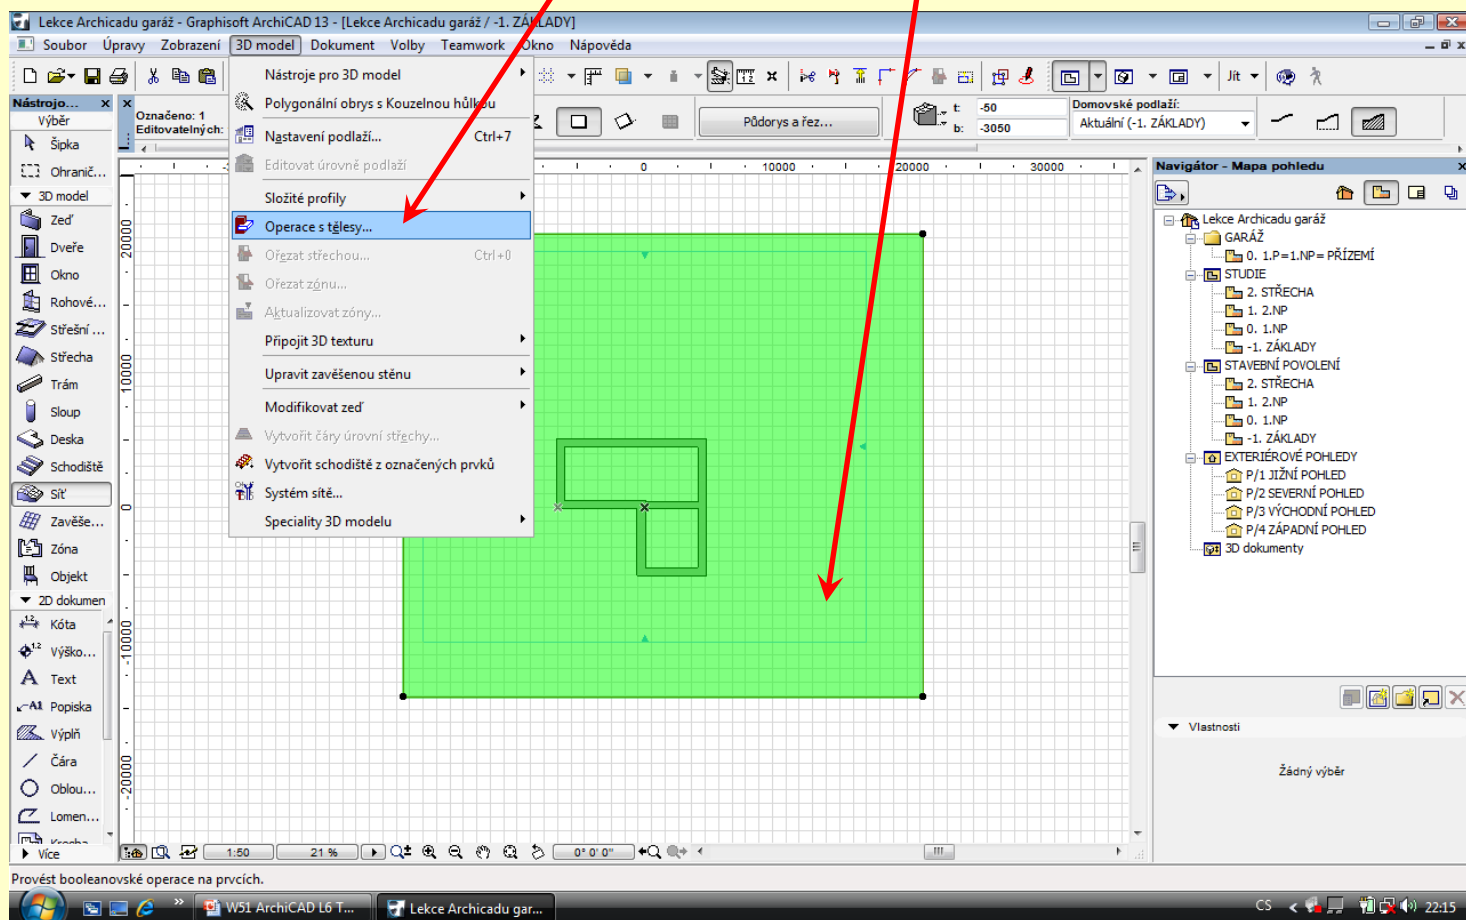 Lekce Archicadu garáž - Graphisoft ArchiCAD 13 - [Lekce Archicadu garáž / -1. ZÁKLADY]
Soubor Úpravy Zobrazení 3D model Dokument Volby Teamwork Okno Nápověda
Jít
Nástrojo...
Výběr
Šipka
Ohranič...
3D model
Zeď
Dveře
Okno
Rohové...
Střešní ...
Střecha
Trám
Sloup
Deska
Schodiště
Síť
Zavěše...
Zóna
Objekt
2D dokumen
Kóta
Výško...
Text
Popiska
Výplň
Čára
Oblou...
Lomen...
Více
Označeno: 1
Editovatelných:
Půdorys a řez...
t: -50
b: -3050
Domovské podlaží:
Aktuální (-1. ZÁKLADY)
Nástroje pro 3D model
Polygonální obrys s Kouzelnou hůlkou
Nastavení podlaží... Ctrl+7
Editovat úrovně podlaží
Složité profily
Operace s tělesy...
Ořezat střechou... Ctrl+0
Ořezat zónu...
Aktualizovat zóny...
Připojit 3D texturu
Upravit zavěšenou sténu
Modifikovat zeď
Vytvořit čáry úrovní střechy...
Vytvořit schodiště z označených prvků
Systém sítě...
Speciality 3D modelu
0 10000 20000 30000
20000
10000
0
-10000
-20000
Navigátor - Mapa pohledu
Lekce Archicadu garáž
GARÁŽ
0. 1.P=1.NP= PŘÍZEMÍ
STUDIE
2. STŘECHA
1. 2.NP
0. 1.NP
-1. ZÁKLADY
STAVEBNÍ POVOLENÍ
2. STŘECHA
1. 2.NP
0. 1.NP
-1. ZÁKLADY
EXTERIÉROVÉ POHLEDY
P/1 JIŽNÍ POHLED
P/2 SEVERNÍ POHLED
P/3 VÝCHODNÍ POHLED
P/4 ZÁPADNÍ POHLED
3D dokumenty
Vlastnosti
Žádný výběr
1:50 21 % 0° 0' 0"
Provést booleanovské operace na prvcích.
W51 ArchiCAD L6 T... Lekce Archicadu gar... CS 22:15